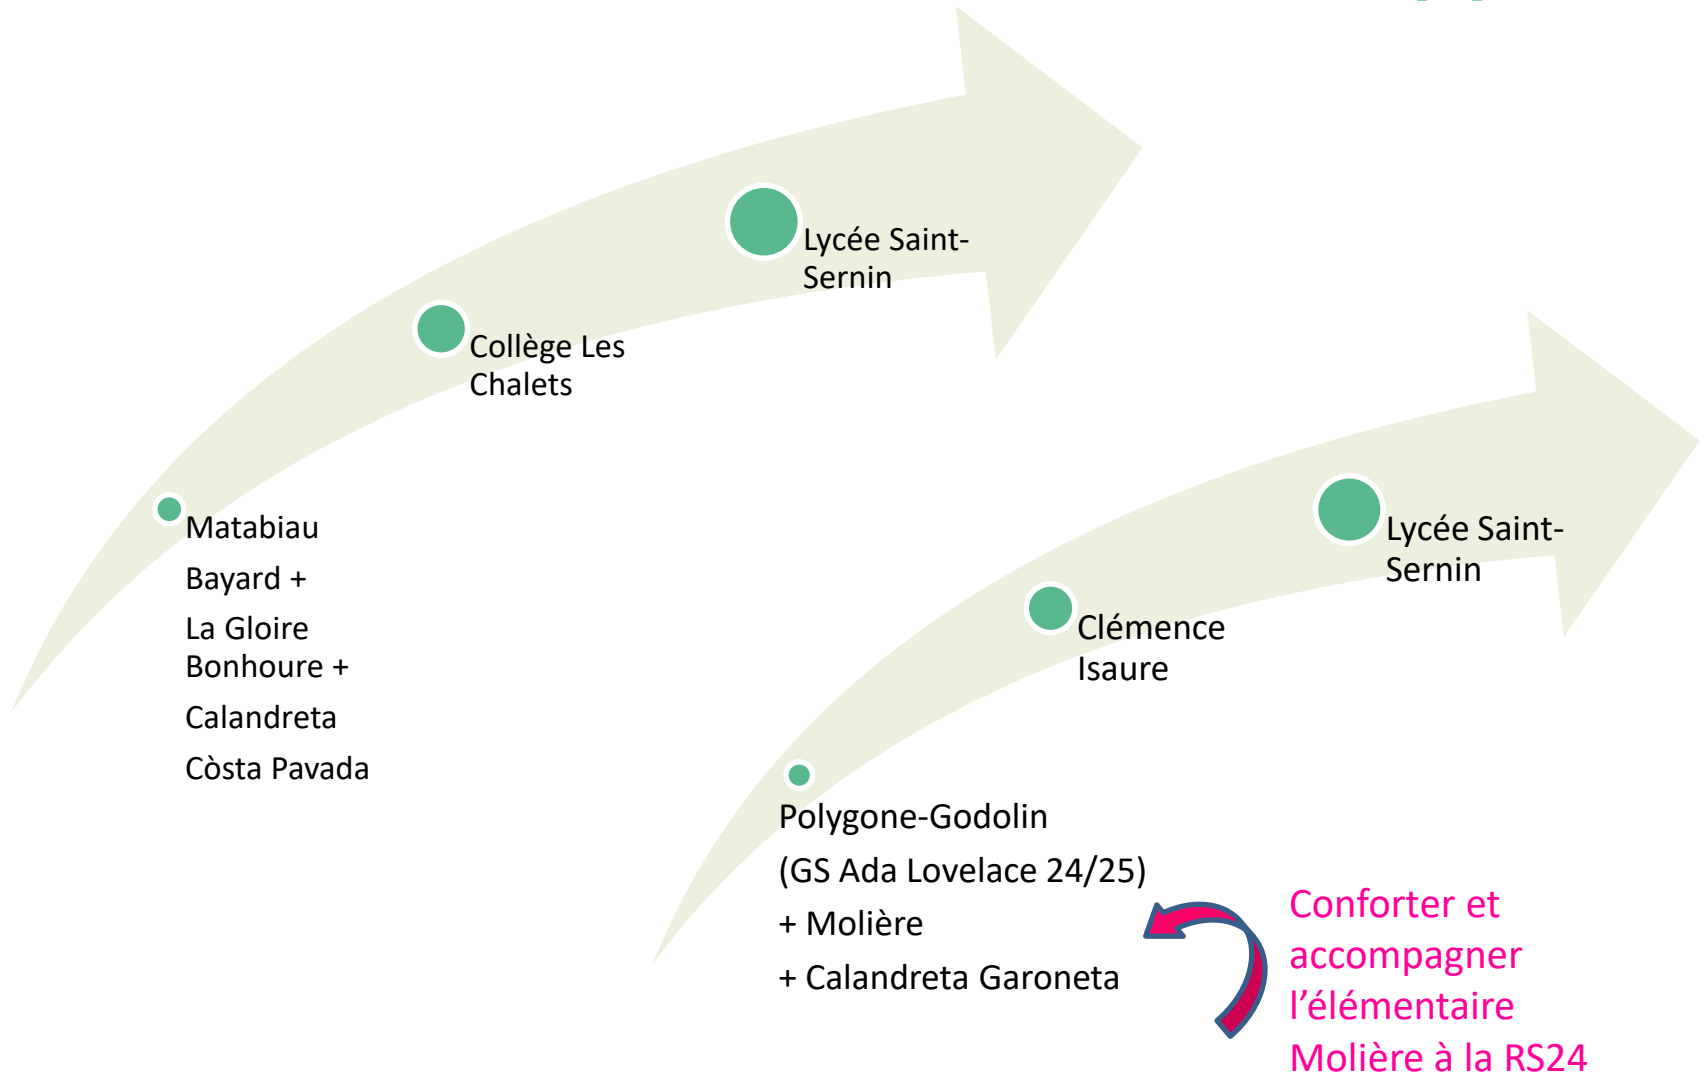 Lycée Saint-
Sernin
Collège Les
Chalets
Matabiau
Bayard +
La Gloire
Bonhoure +
Calandreta
Còsta Pavada
Lycée Saint-
Sernin
Clémence
Isaure
Polygone-Godolin
(GS Ada Lovelace 24/25)
+ Molière
+ Calandreta Garoneta
Conforter et
accompagner
l’élémentaire
Molière à la RS24